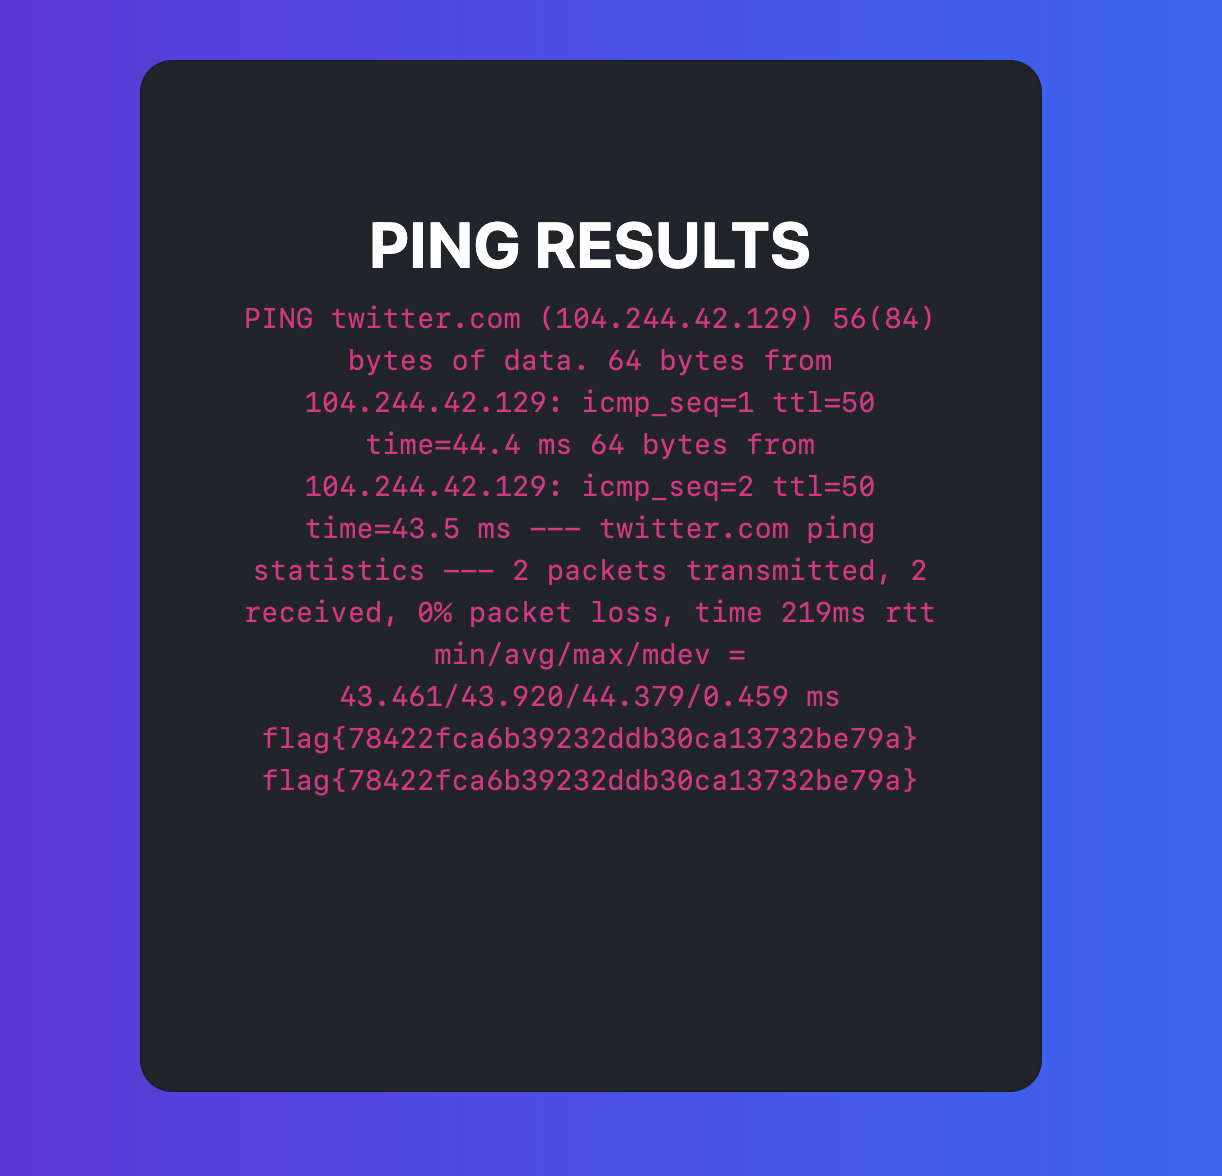 PING RESULTS
PING twitter.com (104.244.42.129) 56(84)
bytes of data. 64 bytes from
104.244.42.129: icmp_seq=1 ttl=50
time=44.4 ms 64 bytes from
104.244.42.129: icmp_seq=2 ttl=50
time=43.5 ms --- twitter.com ping
statistics --- 2 packets transmitted, 2
received, 0% packet loss, time 219ms rtt
min/avg/max/mdev =
43.461/43.920/44.379/0.459 ms
flag{78422fca6b39232ddb30ca13732be79a}
flag{78422fca6b39232ddb30ca13732be79a}